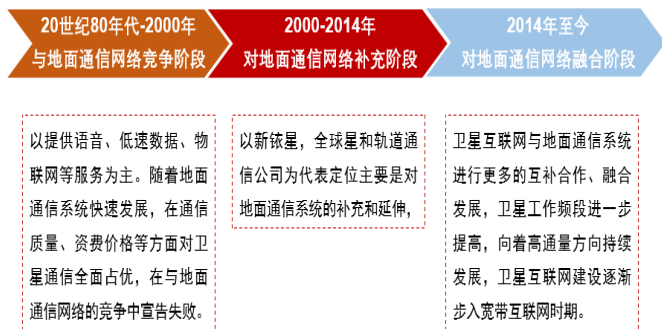 20世纪80年代-2000年
与地面通信网络竞争阶段
2000-2014年
对地面通信网络补充阶段
2014年至今
对地面通信网络融合阶段
以提供语音、低速数据、物
联网等服务为主。随着地面
通信系统快速发展，在通信
质量、资费价格等方面对卫
星通信全面占优，在与地面
通信网络的竞争中宣告失败。
以新铱星，全球星和轨道通
信公司为代表定位主要是对
地面通信系统的补充和延伸，
卫星互联网与地面通信系统
进行更多的互补合作、融合
发展，卫星工作频段进一步
提高，向着高通量方向持续
发展，卫星互联网建设逐渐
步入宽带互联网时期。